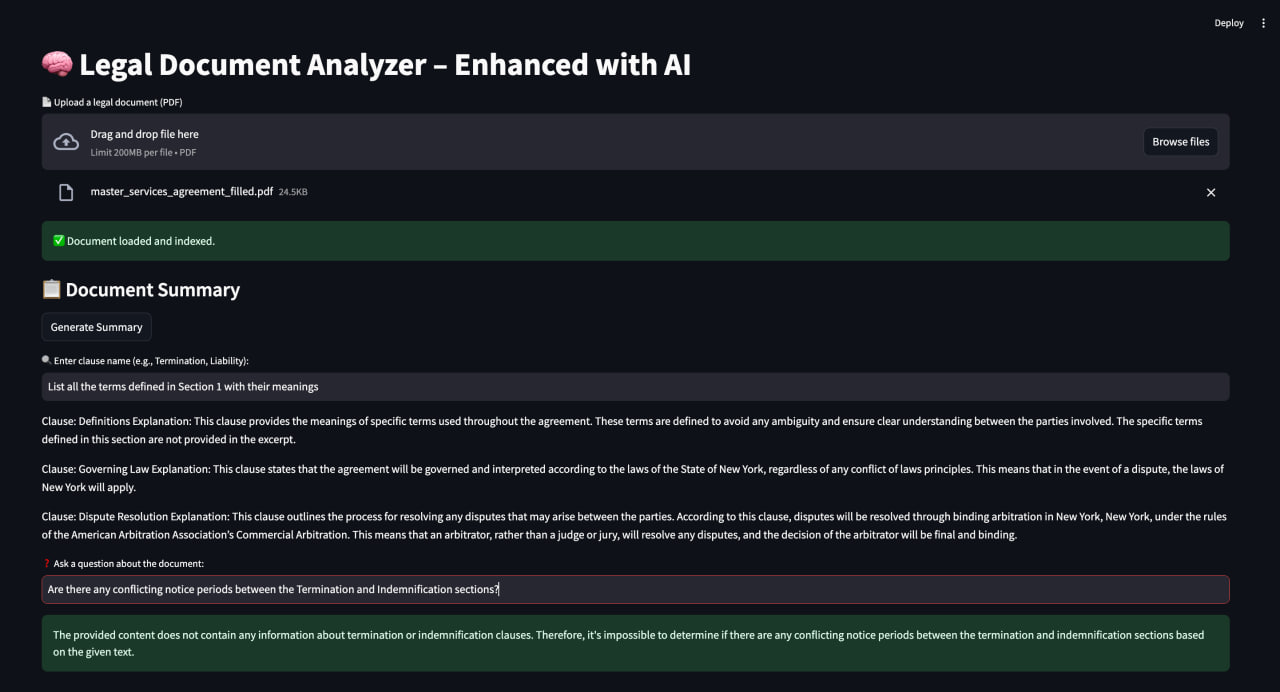 Deploy
🧠 Legal Document Analyzer – Enhanced with AI
📄 Upload a legal document (PDF)
Drag and drop file here
Limit 200MB per file • PDF
Browse files
master_services_agreement_filled.pdf 24.5KB
✅ Document loaded and indexed.
📋 Document Summary
Generate Summary
🔍 Enter clause name (e.g., Termination, Liability):
List all the terms defined in Section 1 with their meanings
Clause: Definitions Explanation: This clause provides the meanings of specific terms used throughout the agreement. These terms are defined to avoid any ambiguity and ensure clear understanding between the parties involved. The specific terms
defined in this section are not provided in the excerpt.
Clause: Governing Law Explanation: This clause states that the agreement will be governed and interpreted according to the laws of the State of New York, regardless of any conflict of laws principles. This means that in the event of a dispute, the laws of
New York will apply.
Clause: Dispute Resolution Explanation: This clause outlines the process for resolving any disputes that may arise between the parties. According to this clause, disputes will be resolved through binding arbitration in New York, New York, under the rules
of the American Arbitration Association's Commercial Arbitration. This means that an arbitrator, rather than a judge or jury, will resolve any disputes, and the decision of the arbitrator will be final and binding.
❓ Ask a question about the document:
Are there any conflicting notice periods between the Termination and Indemnification sections?
The provided content does not contain any information about termination or indemnification clauses. Therefore, it's impossible to determine if there are any conflicting notice periods between the termination and indemnification sections based
on the given text.